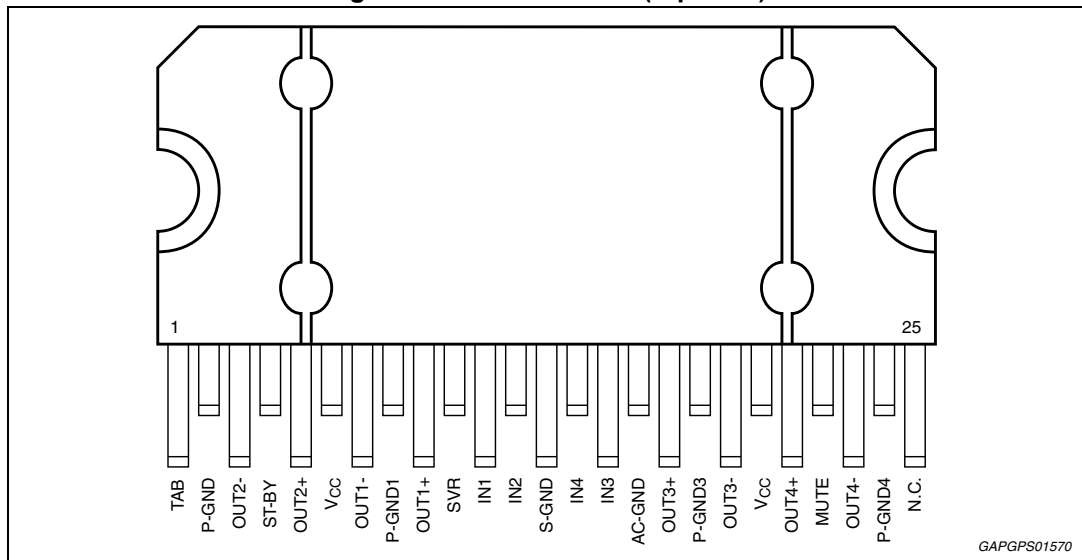 1
25
TAB
P-GND
OUT2-
ST-BY
OUT2+
VCC
OUT1-
P-GND1
OUT1+
SVR
IN1
IN2
S-GND
IN4
IN3
AC-GND
OUT3+
P-GND3
OUT3-
VCC
OUT4+
MUTE
OUT4-
P-GND4
N.C.
GAPGPS01570